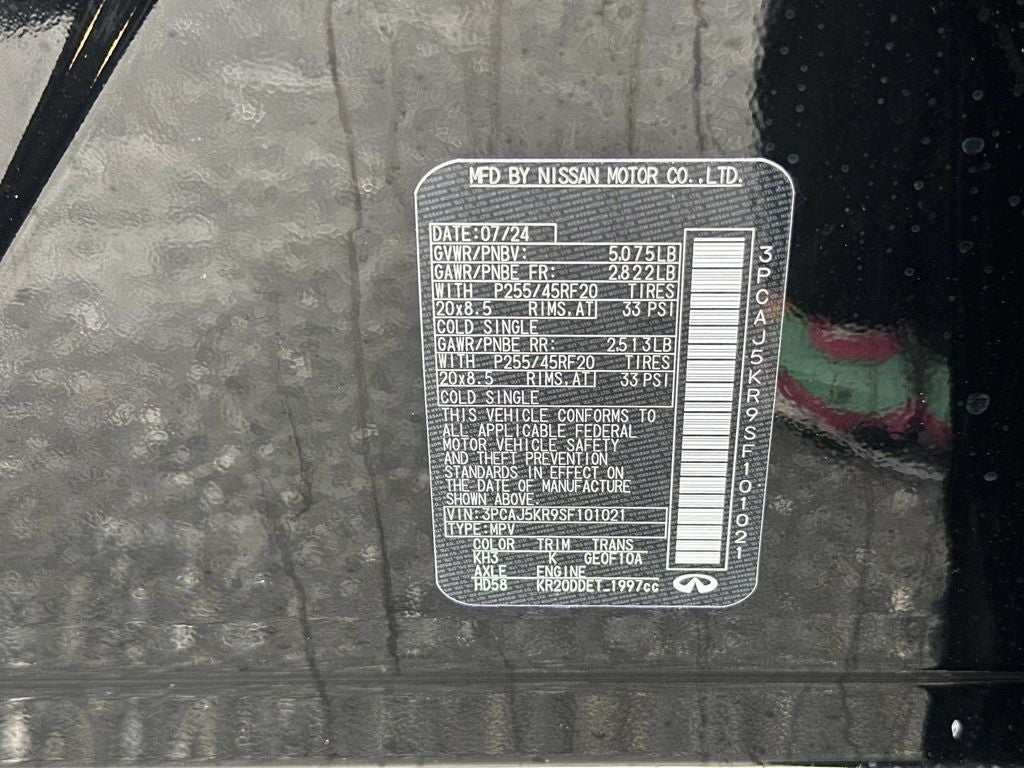 MFD BY NISSAN MOTOR CO.,LTD.
DATE:07/24
GVWR/PNBV: 5.075LB
GAWR/PNBE FR: 2.822LB
WITH P255/45RF20 TIRES
20x8.5 RIMS.AT 33 PSI
COLD SINGLE
GAWR/PNBE RR: 2.513LB
WITH P255/45RF20 TIRES
20x8.5 RIMS.AT 33 PSI
COLD SINGLE
THIS VEHICLE CONFORMS TO
ALL APPLICABLE FEDERAL
MOTOR VEHICLE SAFETY
AND THEFT PREVENTION
STANDARDS IN EFFECT ON
THE DATE OF MANUFACTURE
SHOWN ABOVE.
VIN:3PCAJ5KR9SF101021
TYPE:MPV
COLOR TRIM TRANS
KH3 K GE0F10A
AXLE ENGINE
HD58 KR20DDET_1997cc
3PCAJ5KR9SF101021